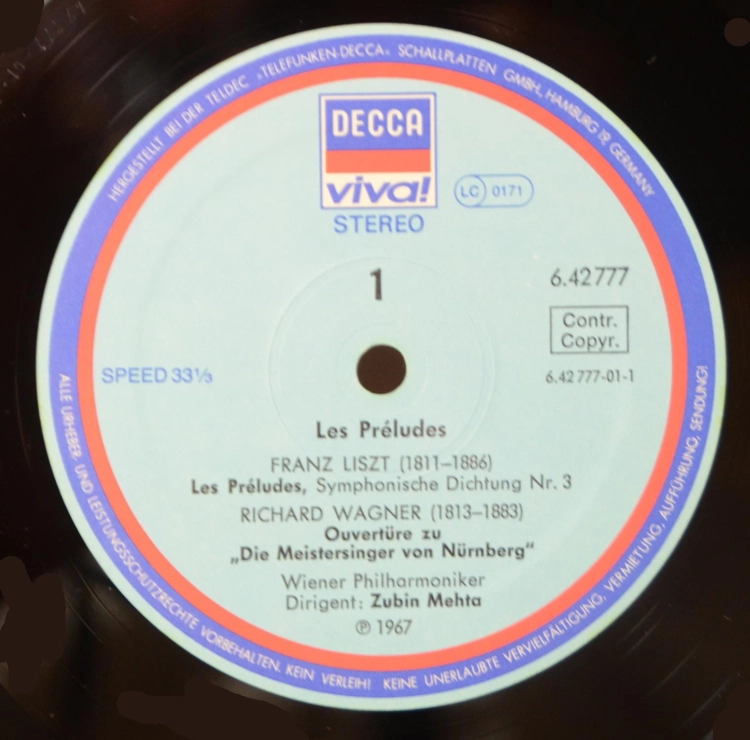 HERGESTELLT BEI DER TELDEC »TELEFUNKEN-DECCA« SCHALLPLATTEN GMBH, HAMBURG 19, GERMANY
DECCA
viva!
LC 0171
STEREO
1
6.42777
Contr.
Copyr.
SPEED 33⅓
6.42777-01-1
Les Préludes
FRANZ LISZT (1811–1886)
Les Préludes, Symphonische Dichtung Nr. 3
RICHARD WAGNER (1813–1883)
Ouvertüre zu
„Die Meistersinger von Nürnberg“
Wiener Philharmoniker
Dirigent: Zubin Mehta
℗ 1967
ALLE URHEBER- UND LEISTUNGSSCHUTZRECHTE VORBEHALTEN. KEIN VERLEIH! KEINE UNERLAUBTE VERVIELFÄLTIGUNG, VERMIETUNG, AUFFÜHRUNG, SENDUNG!